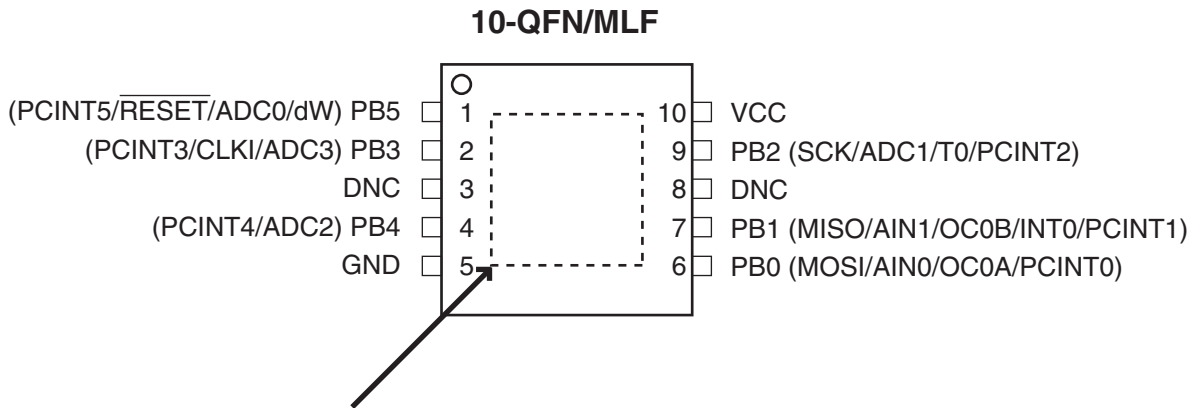 10-QFN/MLF
(PCINT5/RESET/ADC0/dW) PB5 1 10 VCC
(PCINT3/CLKI/ADC3) PB3 2 9 PB2 (SCK/ADC1/T0/PCINT2)
DNC 3 8 DNC
(PCINT4/ADC2) PB4 4 7 PB1 (MISO/AIN1/OC0B/INT0/PCINT1)
GND 5 6 PB0 (MOSI/AIN0/OC0A/PCINT0)